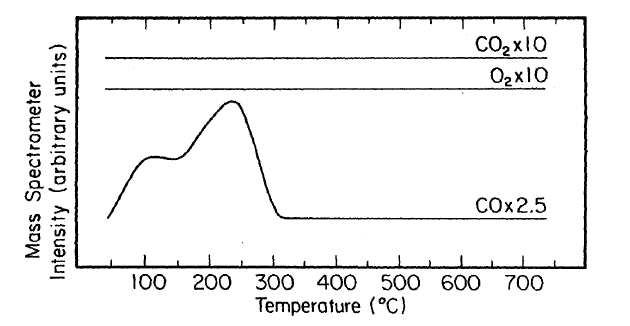 CO₂x10
O₂x10
COx2.5
Mass Spectrometer
Intensity (arbitrary units)
100 200 300 400 500 600 700
Temperature (°C)